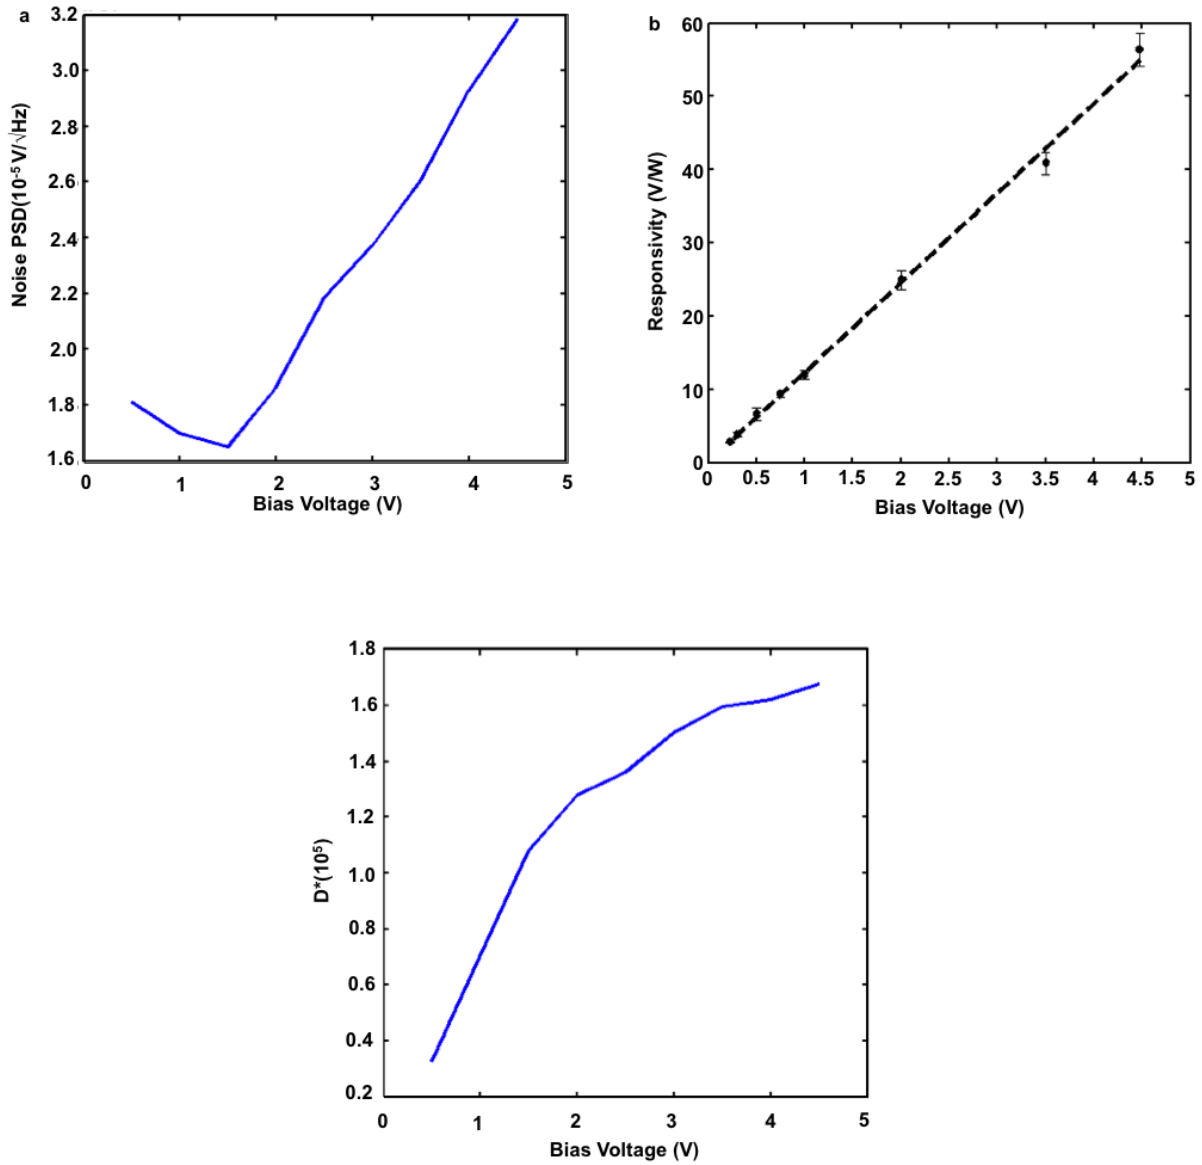 a
3.2
3.0
2.8
2.6
2.4
2.2
2.0
1.8
1.6
Noise PSD(10⁻⁵ V/√Hz)
0 1 2 3 4 5
Bias Voltage (V)
b
60
50
40
30
20
10
0
Responsivity (V/W)
0 0.5 1 1.5 2 2.5 3 3.5 4 4.5 5
Bias Voltage (V)
1.8
1.6
1.4
1.2
1.0
0.8
0.6
0.4
0.2
D*(10⁵)
0 1 2 3 4 5
Bias Voltage (V)